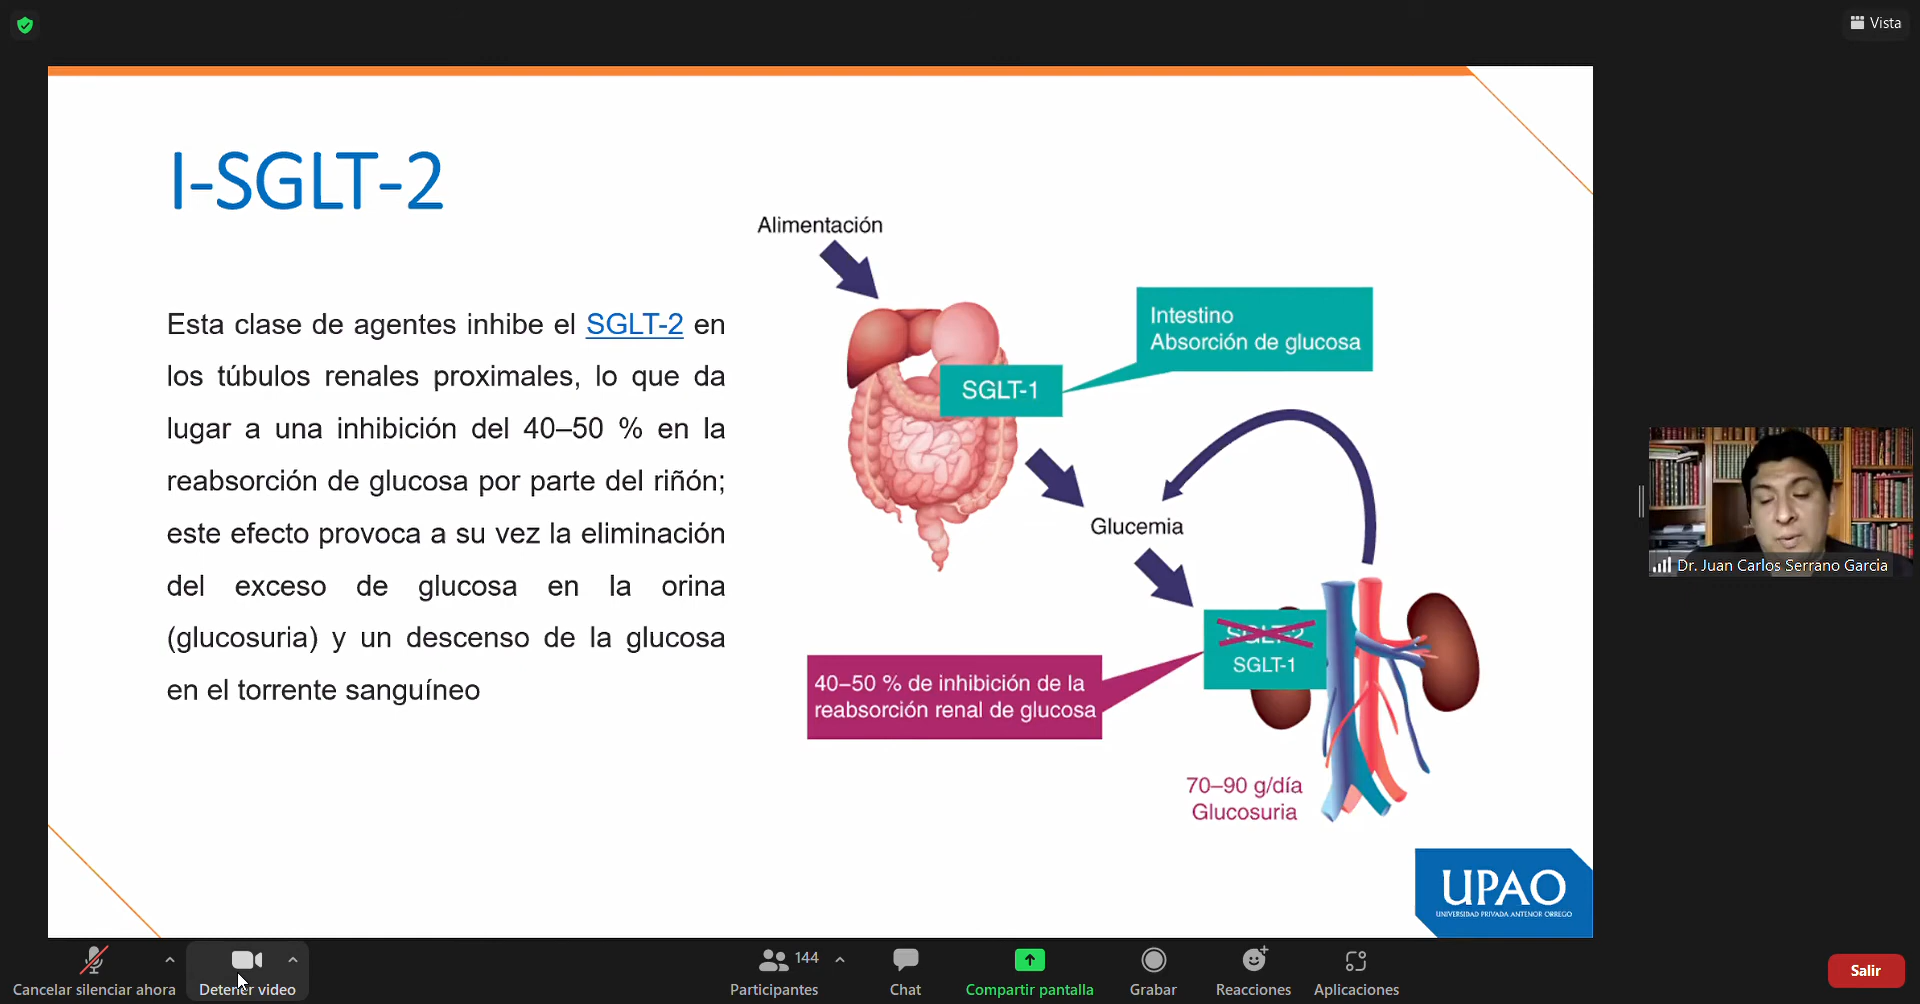 Vista
I-SGLT-2
Esta clase de agentes inhibe el SGLT-2 en
los túbulos renales proximales, lo que da
lugar a una inhibición del 40–50 % en la
reabsorción de glucosa por parte del riñón;
este efecto provoca a su vez la eliminación
del exceso de glucosa en la orina
(glucosuria) y un descenso de la glucosa
en el torrente sanguíneo
Alimentación
Intestino
Absorción de glucosa
SGLT-1
Glucemia
SGLT-2
SGLT-1
40–50 % de inhibición de la
reabsorción renal de glucosa
70–90 g/día
Glucosuria
UPAO
UNIVERSIDAD PRIVADA ANTENOR ORREGO
Dr. Juan Carlos Serrano Garcia
Cancelar silenciar ahora
Detener video
144
Participantes
Chat
Compartir pantalla
Grabar
Reacciones
Aplicaciones
Salir